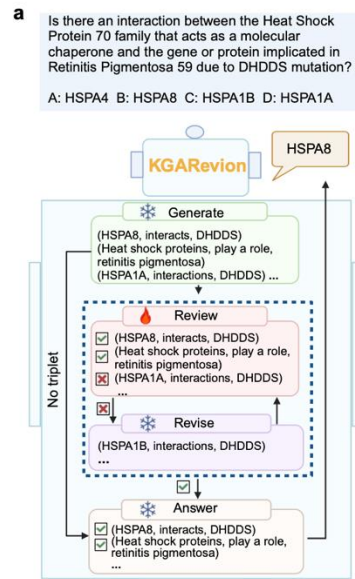 a
Is there an interaction between the Heat Shock
Protein 70 family that acts as a molecular
chaperone and the gene or protein implicated in
Retinitis Pigmentosa 59 due to DHDDS mutation?
A: HSPA4 B: HSPA8 C: HSPA1B D: HSPA1A
HSPA8
KGARevion
Generate
(HSPA8, interacts, DHDDS)
(Heat shock proteins, play a role,
retinitis pigmentosa)
(HSPA1A, interactions, DHDDS) ...
No triplet
Review
(HSPA8, interacts, DHDDS)
(Heat shock proteins, play a role,
retinitis pigmentosa)
(HSPA1A, interactions, DHDDS)
...
Revise
(HSPA1B, interactions, DHDDS)
...
Answer
(HSPA8, interacts, DHDDS)
(Heat shock proteins, play a role,
retinitis pigmentosa)
...